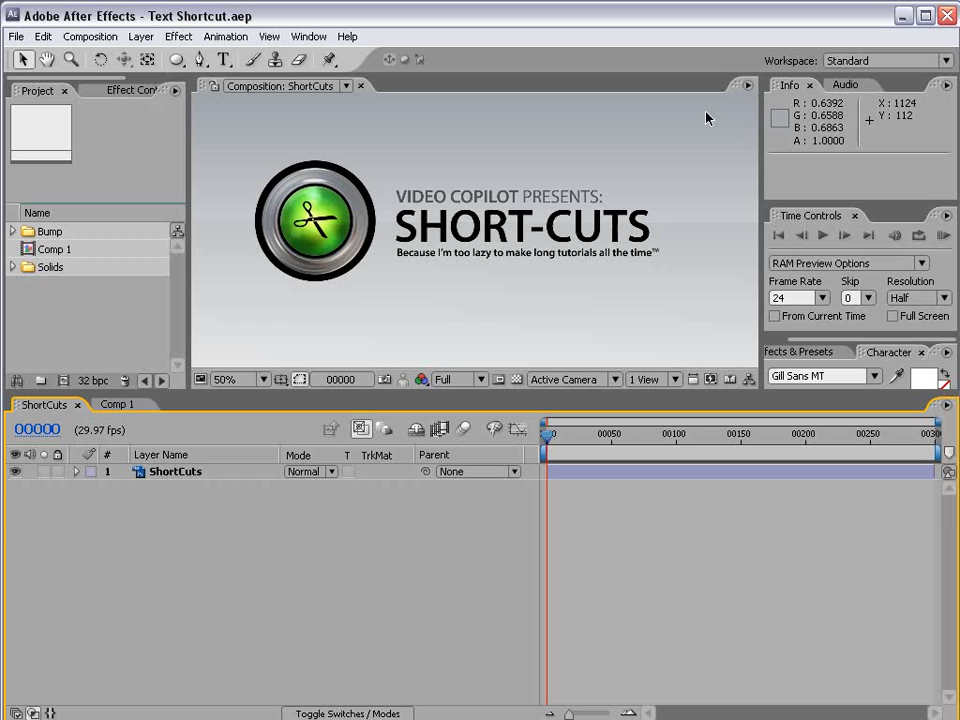 Adobe After Effects - Text Shortcut.aep
File Edit Composition Layer Effect Animation View Window Help
Workspace: Standard
Project
Effect Con
Composition: ShortCuts
Info
Audio
R : 0.6392
G : 0.6588
B : 0.6863
A : 1.0000
X : 1124
Y : 112
VIDEO COPILOT PRESENTS:
SHORT-CUTS
Because I'm too lazy to make long tutorials all the time™
Name
Bump
Comp 1
Solids
Time Controls
RAM Preview Options
Frame Rate Skip Resolution
24 0 Half
From Current Time Full Screen
ffects & Presets
Character
Gill Sans MT
32 bpc
50% 00000 Full Active Camera 1 View
ShortCuts
Comp 1
00000 (29.97 fps)
00050 00100 00150 00200 00250 0030
# Layer Name Mode T TrkMat Parent
1 ShortCuts Normal None
Toggle Switches / Modes